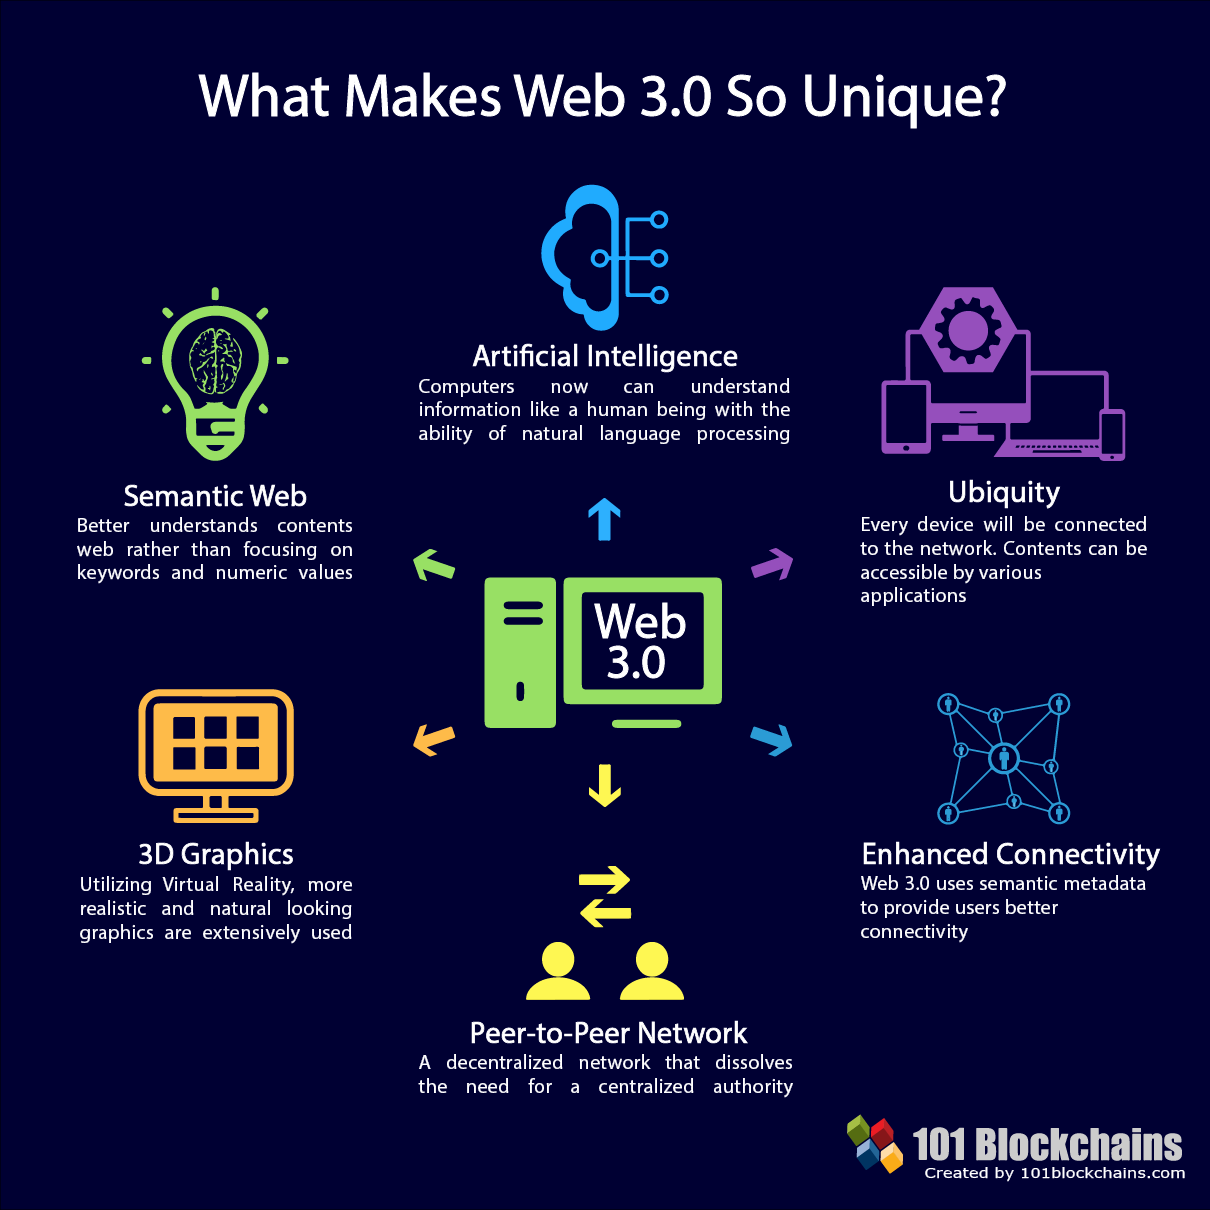 What Makes Web 3.0 So Unique?
Artificial Intelligence
Computers now can understand
information like a human being with the
ability of natural language processing
Semantic Web
Better understands contents
web rather than focusing on
keywords and numeric values
Ubiquity
Every device will be connected
to the network. Contents can be
accessible by various
applications
Web
3.0
3D Graphics
Utilizing Virtual Reality, more
realistic and natural looking
graphics are extensively used
Enhanced Connectivity
Web 3.0 uses semantic metadata
to provide users better
connectivity
Peer-to-Peer Network
A decentralized network that dissolves
the need for a centralized authority
101 Blockchains
Created by 101blockchains.com